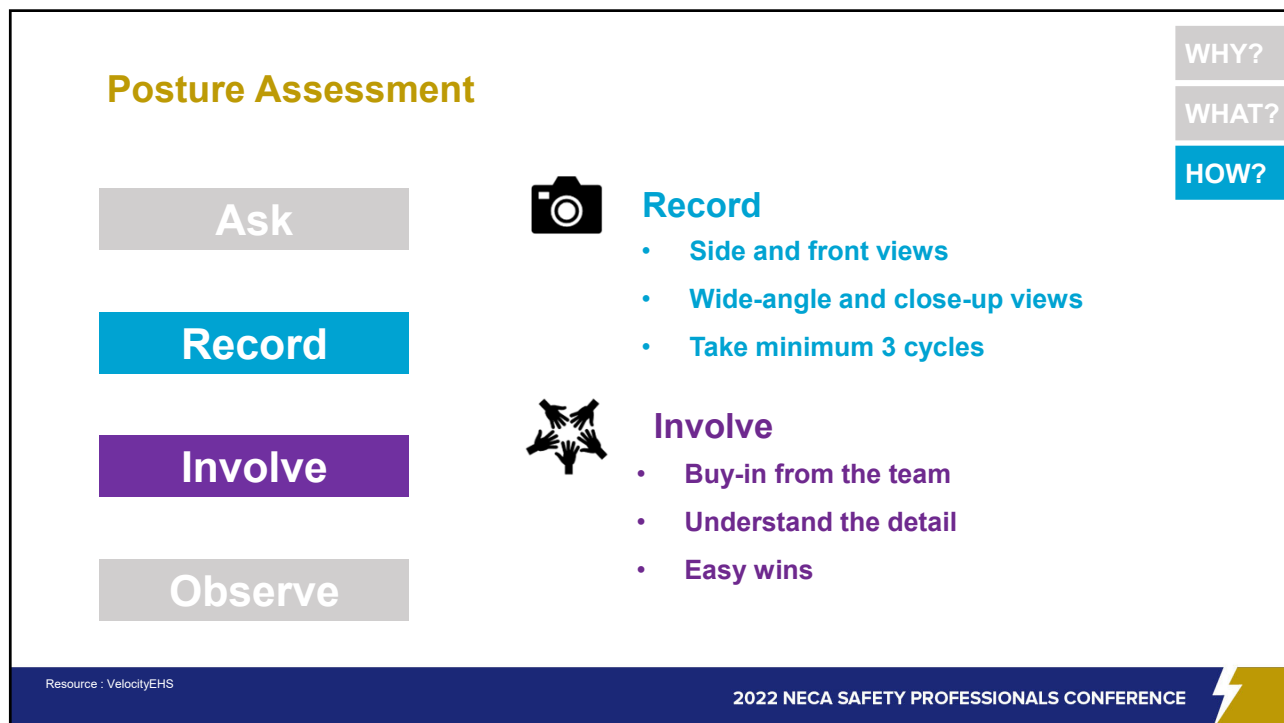 Posture Assessment
WHY?
WHAT?
HOW?
Ask
Record
Involve
Observe
Record
• Side and front views
• Wide-angle and close-up views
• Take minimum 3 cycles
Involve
• Buy-in from the team
• Understand the detail
• Easy wins
Resource : VelocityEHS
2022 NECA SAFETY PROFESSIONALS CONFERENCE